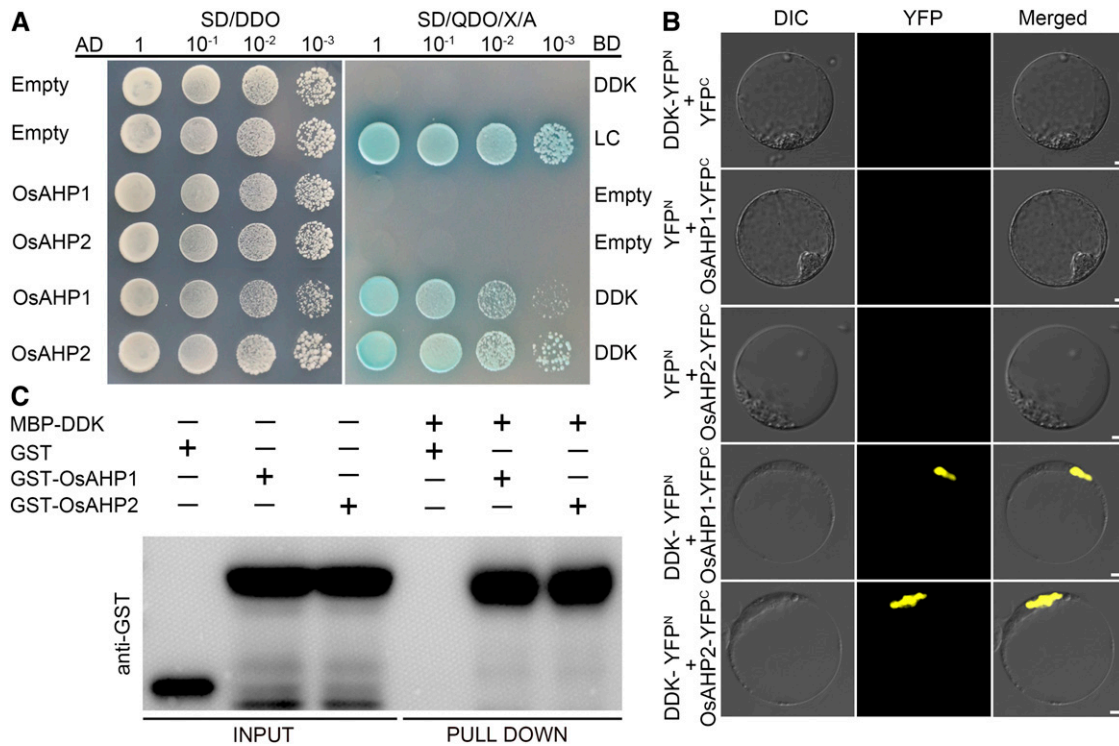 A
SD/DDO SD/QDO/X/A
AD 1 10⁻¹ 10⁻² 10⁻³ 1 10⁻¹ 10⁻² 10⁻³ BD
Empty DDK
Empty LC
OsAHP1 Empty
OsAHP2 Empty
OsAHP1 DDK
OsAHP2 DDK
B
DIC YFP Merged
DDK-YFPᴺ
+
YFPᶜ
YFPᴺ
+
OsAHP1-YFPᶜ
YFPᴺ
+
OsAHP2-YFPᶜ
DDK- YFPᴺ
+
OsAHP1-YFPᶜ
DDK- YFPᴺ
+
OsAHP2-YFPᶜ
C
MBP-DDK — — — + + +
GST + — — + — —
GST-OsAHP1 — + — — + —
GST-OsAHP2 — — + — — +
anti-GST
INPUT PULL DOWN